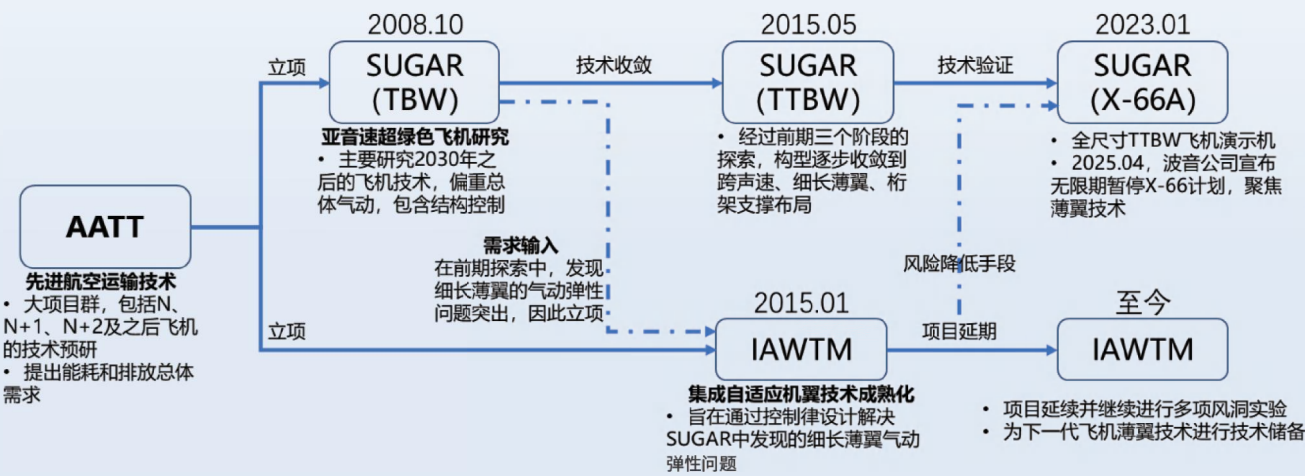 AATT
先进航空运输技术
• 大项目群，包括N、
N+1、N+2及之后飞机
的技术预研
• 提出能耗和排放总体
需求
立项
立项
2008.10
SUGAR
(TBW)
亚音速超绿色飞机研究
• 主要研究2030年之
后的飞机技术，偏重总
体气动，包含结构控制
技术收敛
需求输入
在前期探索中，发现
细长薄翼的气动弹性
问题突出，因此立项
2015.05
SUGAR
(TTBW)
• 经过前期三个阶段的
探索，构型逐步收敛到
跨声速、细长薄翼、桁
架支撑布局
技术验证
2023.01
SUGAR
(X-66A)
• 全尺寸TTBW飞机演示机
• 2025.04，波音公司宣布
无限期暂停X-66计划，聚焦
薄翼技术
风险降低手段
2015.01
IAWTM
集成自适应机翼技术成熟化
• 旨在通过控制律设计解决
SUGAR中发现的细长薄翼气动
弹性问题
项目延期
至今
IAWTM
• 项目延续并继续进行多项风洞实验
• 为下一代飞机薄翼技术进行技术储备